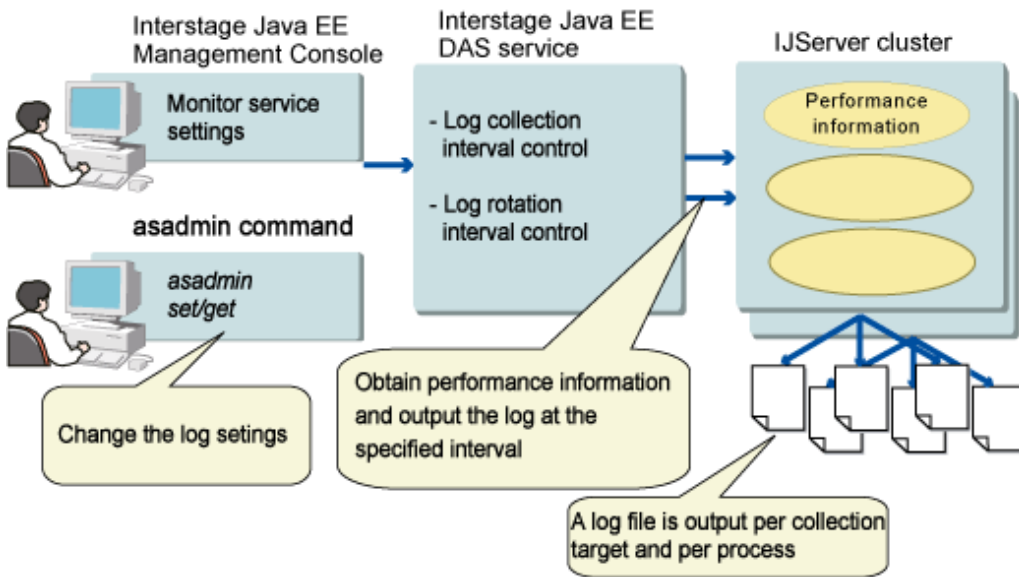 Interstage Java EE
Management Console
Monitor service
settings
asadmin command
asadmin
set/get
Change the log setings
Interstage Java EE
DAS service
- Log collection
interval control
- Log rotation
interval control
Obtain performance information
and output the log at the
specified interval
IJServer cluster
Performance
information
A log file is output per collection
target and per process